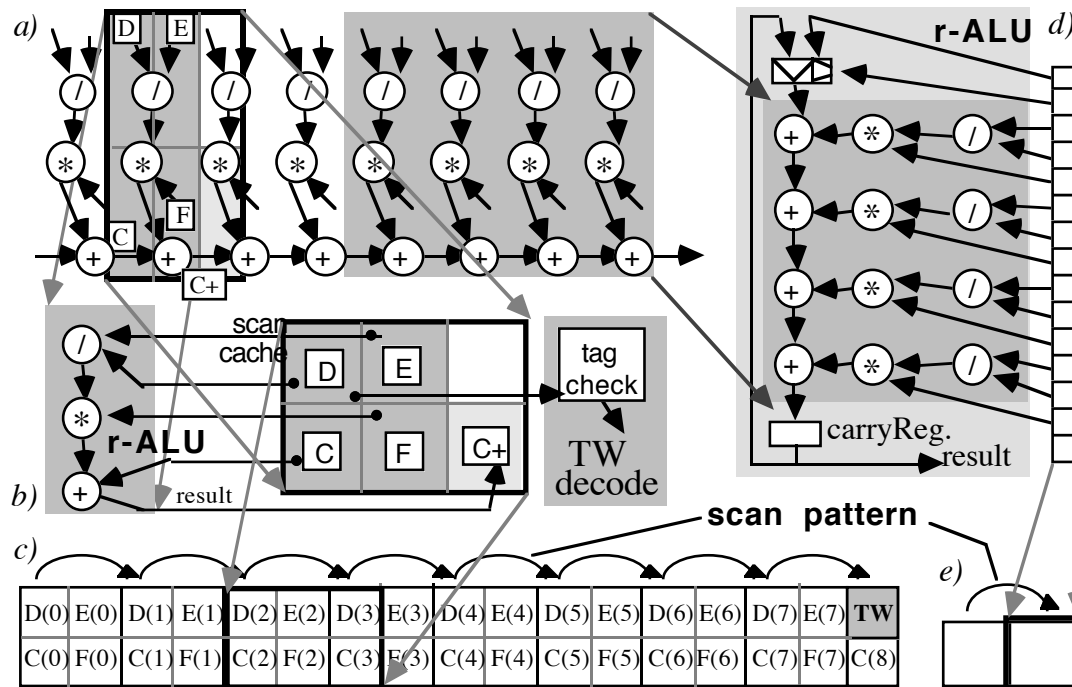 a)
D E
/ / / / / / / /
* * * * * * * *
C F
+ + + + + + + +
C+
r-ALU
d)
+ * /
+ * /
+ * /
+ * /
carryReg.
result
b)
/
*
+
r-ALU
result
scan
cache
D E
C F C+
tag
check
TW
decode
scan pattern
c)
D(0) E(0) D(1) E(1) D(2) E(2) D(3) E(3) D(4) E(4) D(5) E(5) D(6) E(6) D(7) E(7) TW
C(0) F(0) C(1) F(1) C(2) F(2) C(3) F(3) C(4) F(4) C(5) F(5) C(6) F(6) C(7) F(7) C(8)
e)